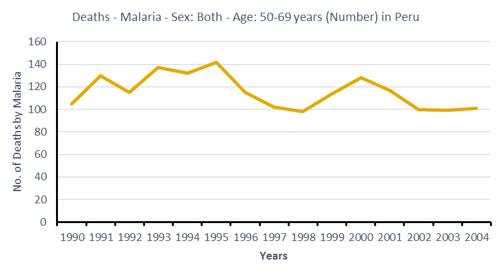 Deaths - Malaria - Sex: Both - Age: 50-69 years (Number) in Peru
160
140
120
100
80
60
40
20
0
No. of Deaths by Malaria
1990 1991 1992 1993 1994 1995 1996 1997 1998 1999 2000 2001 2002 2003 2004
Years